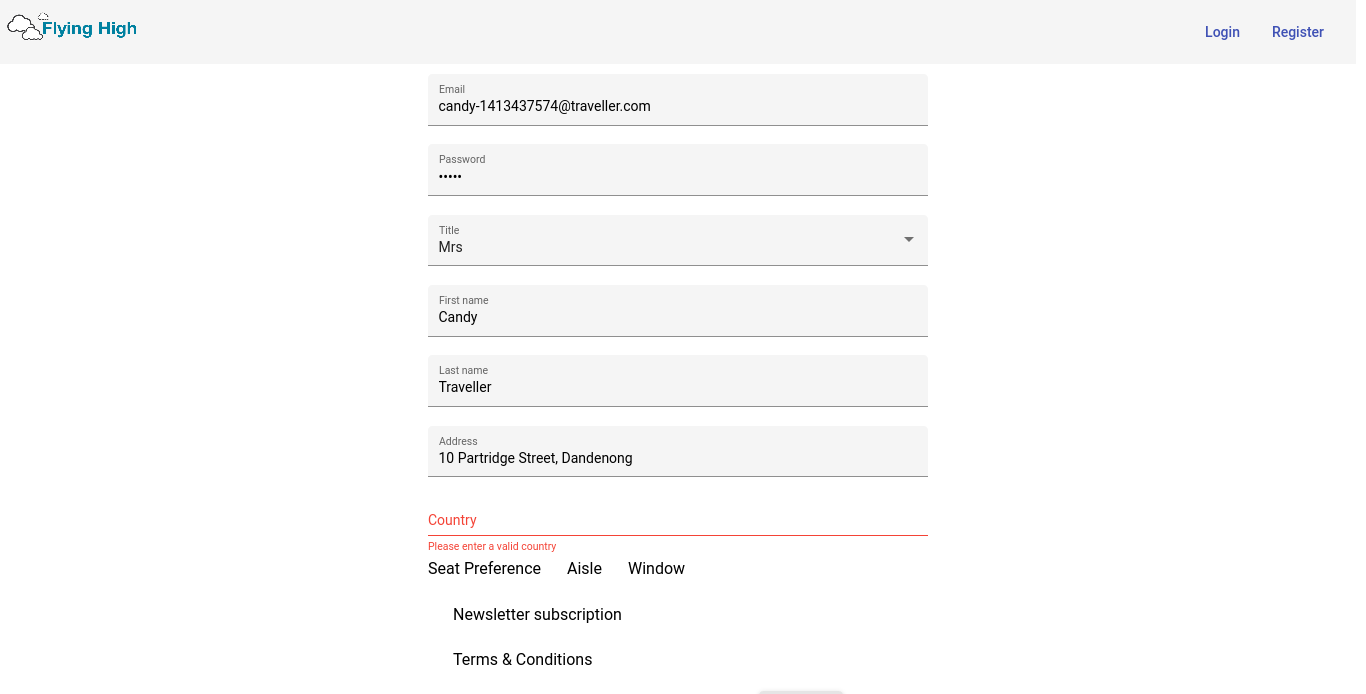 Flying High
Login
Register
Email
candy-1413437574@traveller.com
Password
•••••
Title
Mrs
First name
Candy
Last name
Traveller
Address
10 Partridge Street, Dandenong
Country
Please enter a valid country
Seat Preference Aisle Window
Newsletter subscription
Terms & Conditions